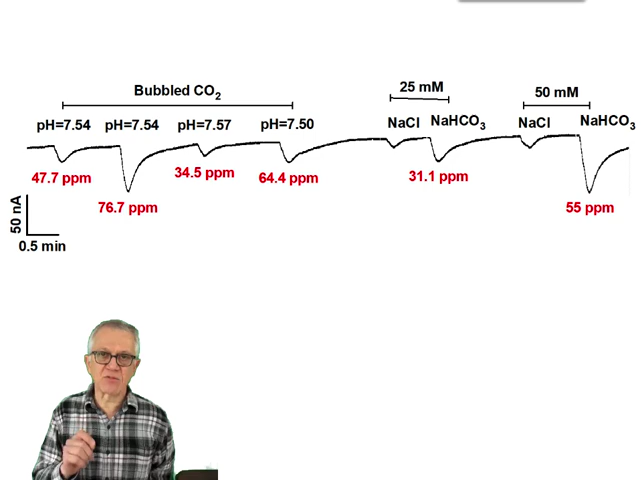 Bubbled CO₂
25 mM
50 mM
pH=7.54 pH=7.54 pH=7.57 pH=7.50 NaCl NaHCO₃ NaCl NaHCO₃
47.7 ppm
76.7 ppm
34.5 ppm
64.4 ppm
31.1 ppm
55 ppm
50 nA
0.5 min